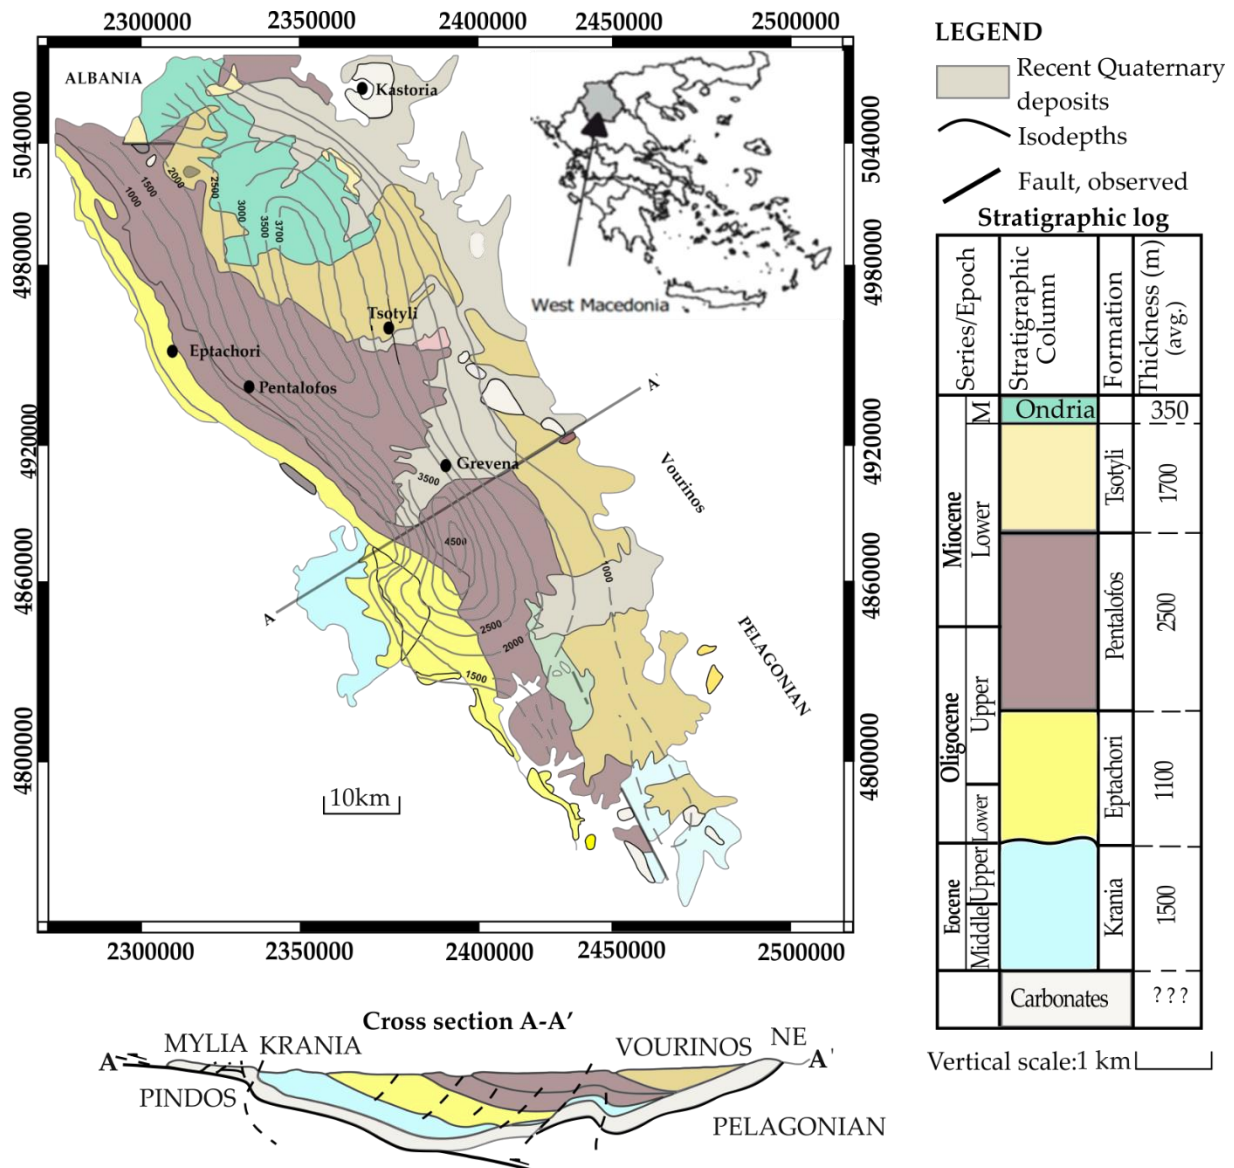 2300000 2350000 2400000 2450000 2500000
ALBANIA
Kastoria
5040000
5040000
1000
1500
2000
2500
3000
3500
3700
4980000
4980000
West Macedonia
Tsotyli
Eptachori
Pentalofos
A'
4920000
4920000
Grevena
3500
Vourinos
4500
1000
4860000
4860000
A
2500
2000
1500
PELAGONIAN
4800000
4800000
10km
2300000 2350000 2400000 2450000 2500000
LEGEND
Recent Quaternary
deposits
Isodepths
Fault, observed
Stratigraphic log
Series/Epoch
Stratigraphic
Column
Formation
Thickness (m)
(avg.)
M
Ondria
350
Miocene
Lower
Tsotyli
1700
Pentalofos
2500
Oligocene
Upper
Lower
Eptachori
1100
Eocene
Upper
Middle
Krania
1500
Carbonates
???
Vertical scale:1 km
Cross section A-A'
MYLIA KRANIA
VOURINOS NE
A
A'
PINDOS
PELAGONIAN